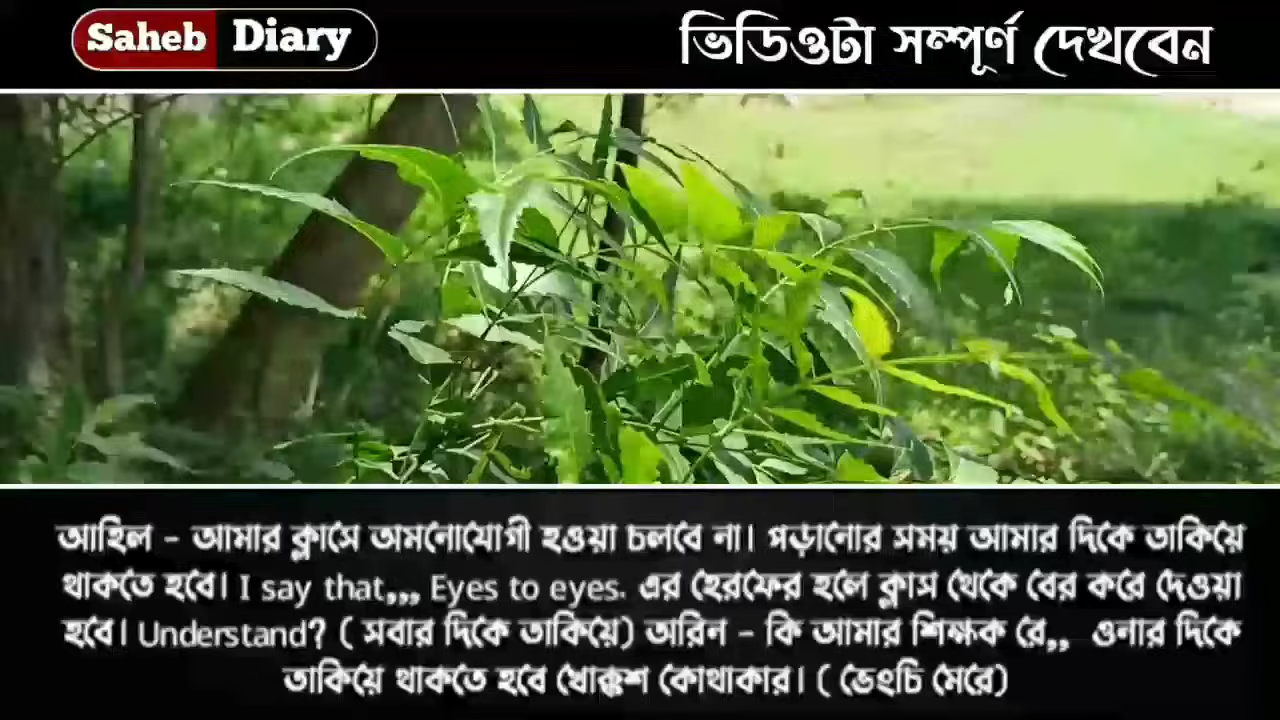 Saheb Diary
ভিডিওটা সম্পূর্ণ দেখবেন
আহিল - আমার ক্লাসে অমনোযোগী হওয়া চলবে না। পড়ানোর সময় আমার দিকে তাকিয়ে
থাকতে হবে। I say that,,, Eyes to eyes. এর হেরফের হলে ক্লাস থেকে বের করে দেওয়া
হবে। Understand? ( সবার দিকে তাকিয়ে) অরিন - কি আমার শিক্ষক রে,, ওনার দিকে
তাকিয়ে থাকতে হবে খোক্কশ কোথাকার। ( ভেংচি মেরে)